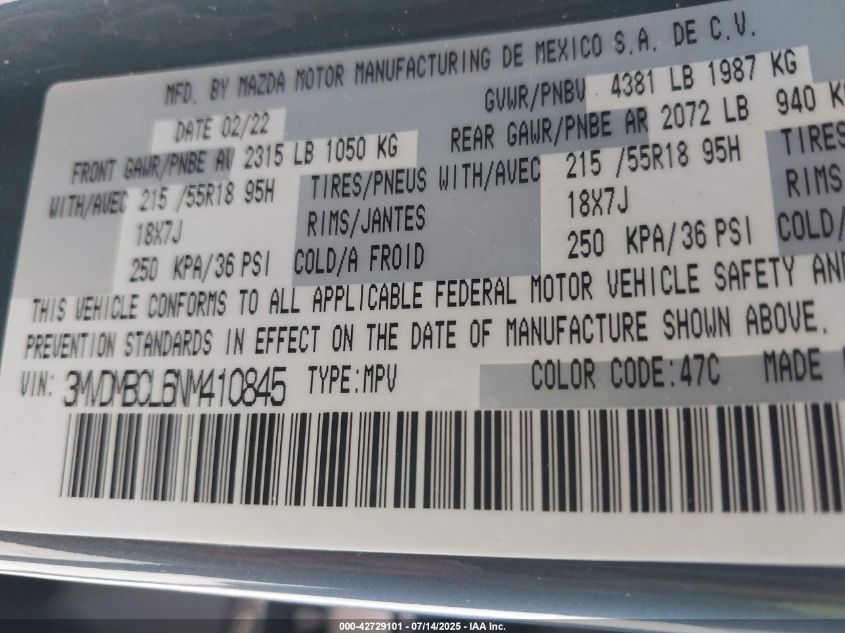 MFD. BY MAZDA MOTOR MANUFACTURING DE MEXICO S.A. DE C.V.
DATE 02/22 GVWR/PNBV 4381 LB 1987 KG
FRONT GAWR/PNBE AV 2315 LB 1050 KG REAR GAWR/PNBE AR 2072 LB 940 K
WITH/AVEC 215 /55R18 95H TIRES/PNEUS WITH/AVEC 215 /55R18 95H TIRES
18X7J RIMS/JANTES 18X7J RIMS
250 KPA/36 PSI COLD/A FROID 250 KPA/36 PSI COLD/
THIS VEHICLE CONFORMS TO ALL APPLICABLE FEDERAL MOTOR VEHICLE SAFETY AND
PREVENTION STANDARDS IN EFFECT ON THE DATE OF MANUFACTURE SHOWN ABOVE.
VIN: 3MVDMBCL6NM410845 TYPE:MPV COLOR CODE:47C MADE
000-42729101 - 07/14/2025 - IAA Inc.